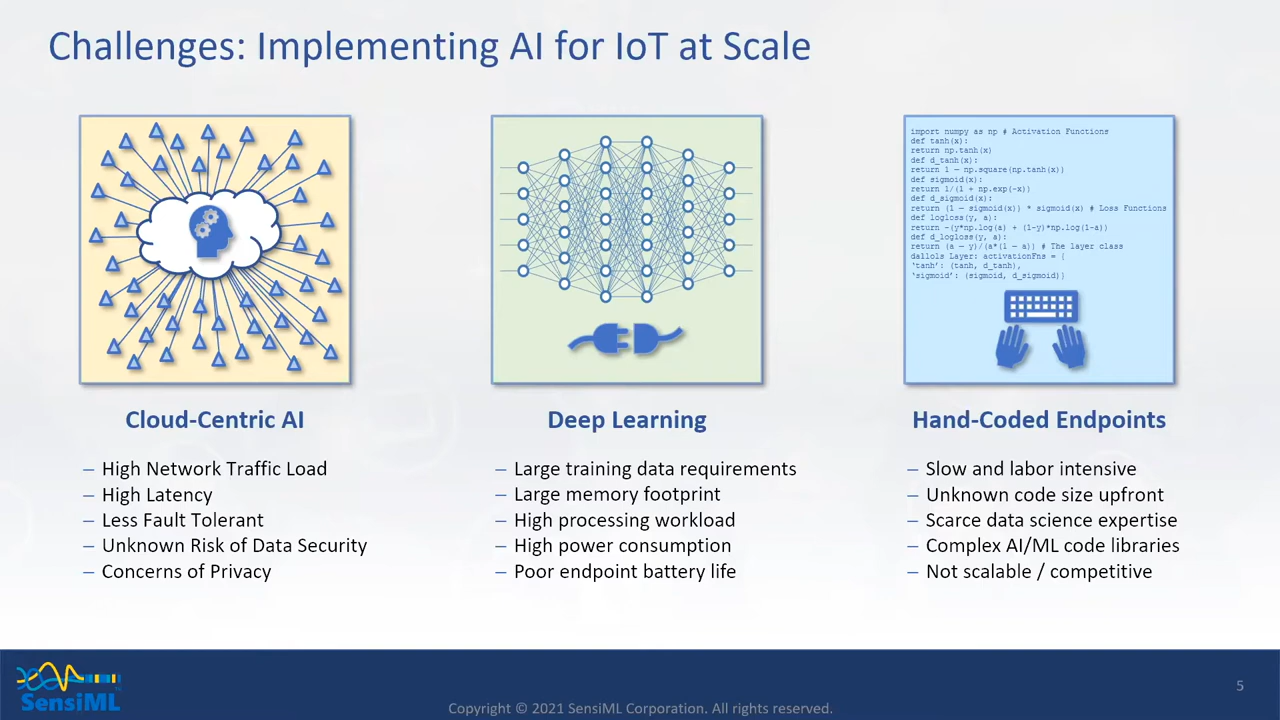 Challenges: Implementing AI for IoT at Scale
import numpy as np # Activation Functions
def tanh(x):
return np.tanh(x)
def d_tanh(x):
return 1 – np.square(np.tanh(x))
def sigmoid(x):
return 1/(1 + np.exp(-x))
def d_sigmoid(x):
return (1 – sigmoid(x)) * sigmoid(x) # Loss Functions
def logloss(y, a):
return -(y*np.log(a) + (1-y)*np.log(1-a))
def d_logloss(y, a):
return (a – y)/(a*(1 – a)) # The layer class
dallols Layer: activationFns = {
'tanh': (tanh, d_tanh),
'sigmoid': (sigmoid, d_sigmoid)}
Cloud-Centric AI
– High Network Traffic Load
– High Latency
– Less Fault Tolerant
– Unknown Risk of Data Security
– Concerns of Privacy
Deep Learning
– Large training data requirements
– Large memory footprint
– High processing workload
– High power consumption
– Poor endpoint battery life
Hand-Coded Endpoints
– Slow and labor intensive
– Unknown code size upfront
– Scarce data science expertise
– Complex AI/ML code libraries
– Not scalable / competitive
SensiML
Copyright © 2021 SensiML Corporation. All rights reserved.
5